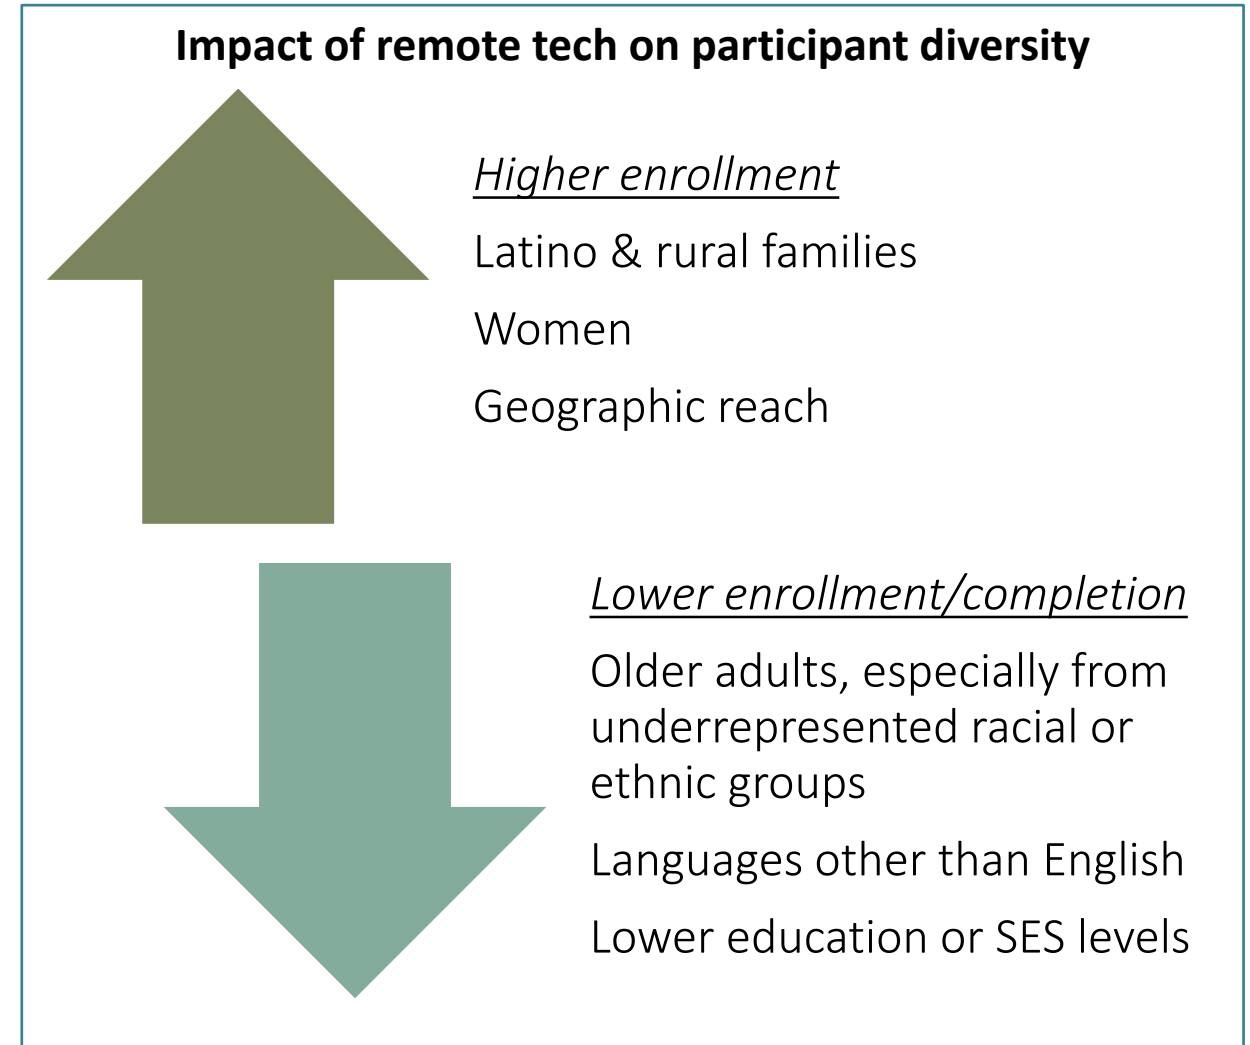 Impact of remote tech on participant diversity
Higher enrollment
Latino & rural families
Women
Geographic reach
Lower enrollment/completion
Older adults, especially from
underrepresented racial or
ethnic groups
Languages other than English
Lower education or SES levels